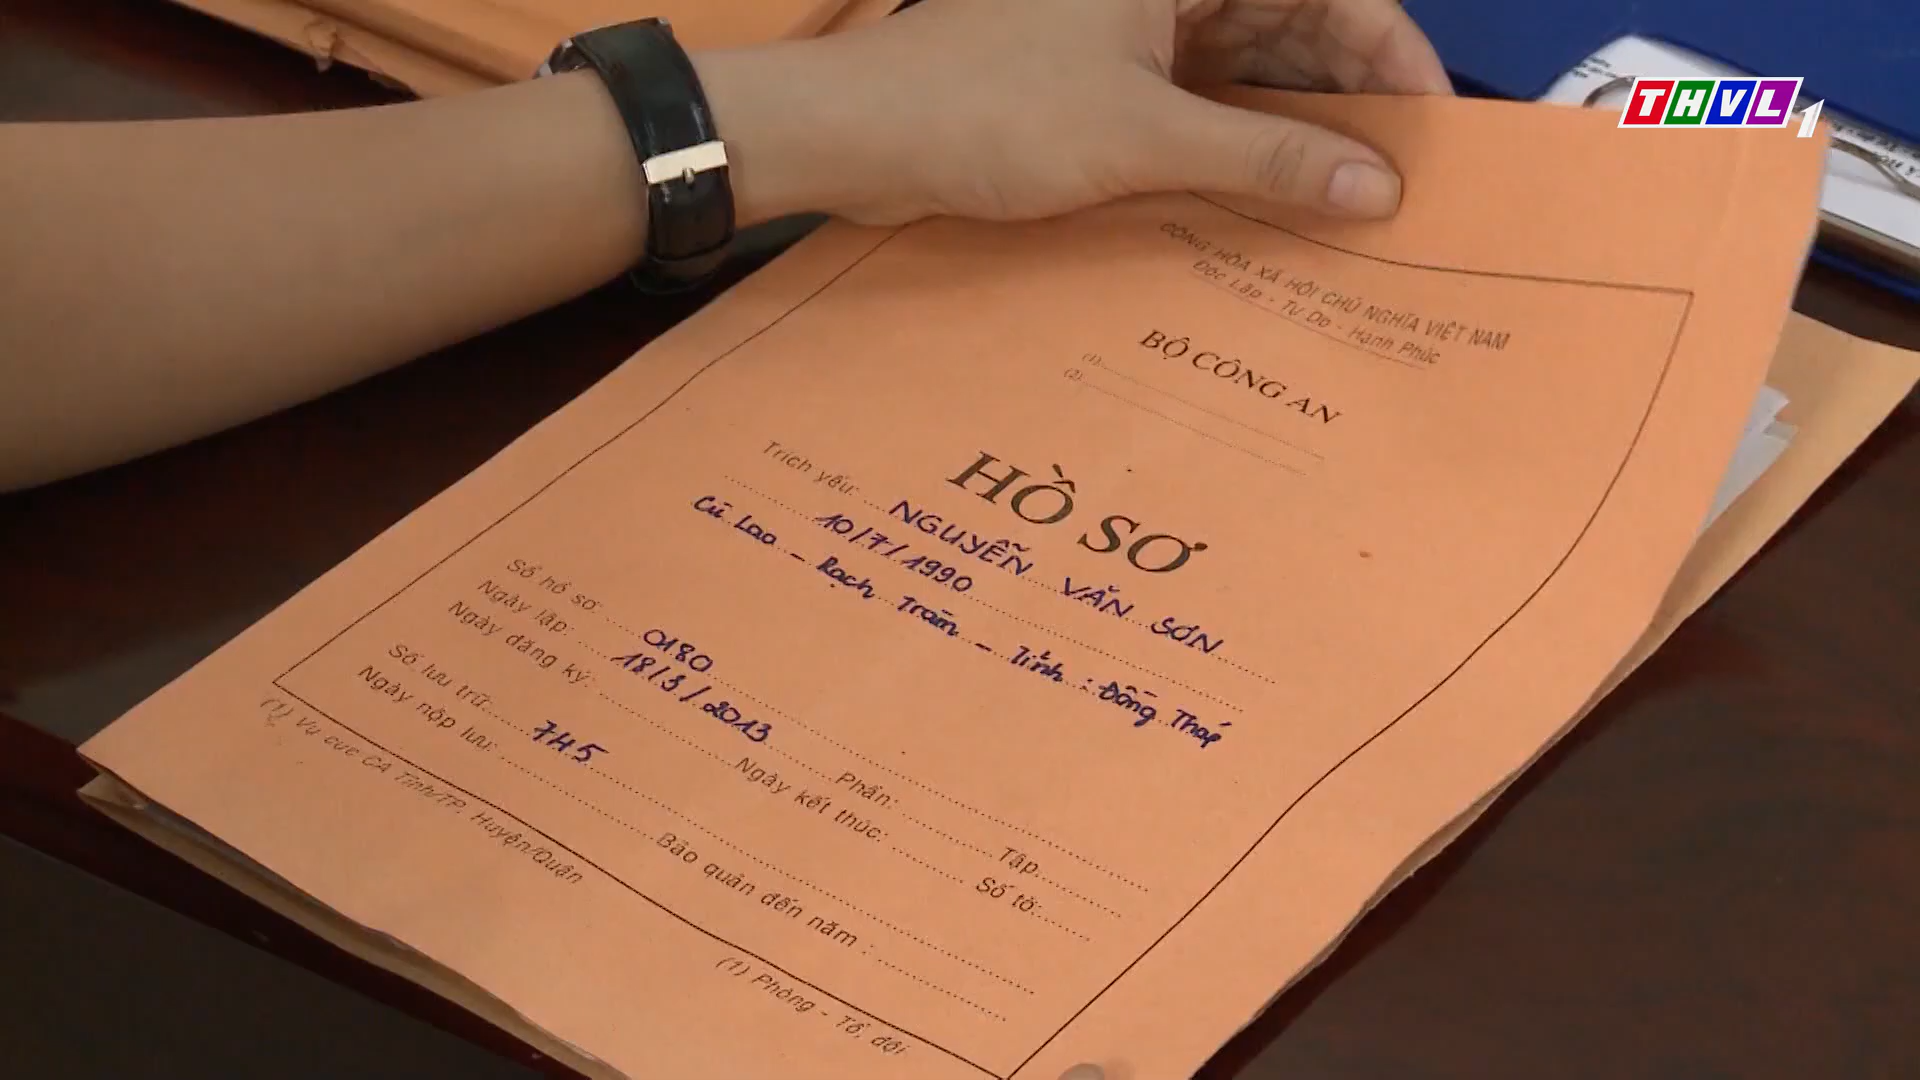 THVL1
CỘNG HÒA XÃ HỘI CHỦ NGHĨA VIỆT NAM
Độc Lập - Tự Do - Hạnh Phúc
BỘ CÔNG AN
(1)
(2)
HỒ SƠ
Trích yếu: NGUYỄN VĂN SƠN
10/7/1990
Cù Lao - Rạch Tràm - Tỉnh: Đồng Tháp
Số hồ sơ: 0180 Phần: Tập
Ngày lập: 18/3/2013 Ngày kết thúc: Số tờ:
Ngày đăng ký:
Số lưu trữ: 745
Ngày nộp lưu: Bảo quản đến năm:
(1) Vụ cục CA Tỉnh/TP. Huyện/Quận
(1) Phòng - Tổ, đội